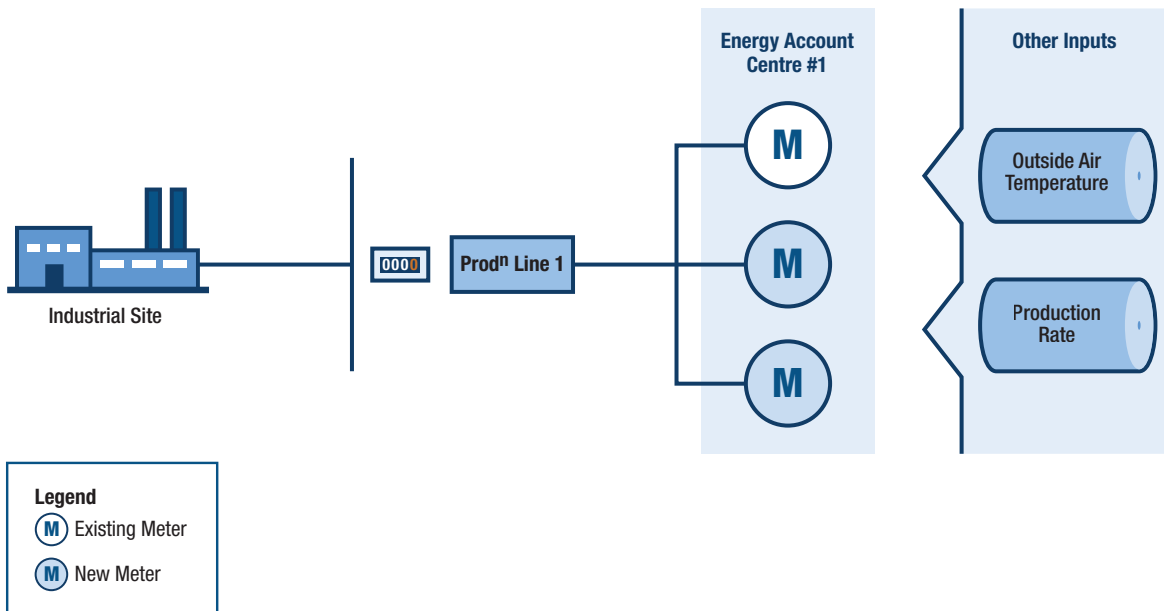 Energy Account
Centre #1
Other Inputs
M
Outside Air
Temperature
0000
Prodⁿ Line 1
M
Industrial Site
Production
Rate
M
Legend
M Existing Meter
M New Meter